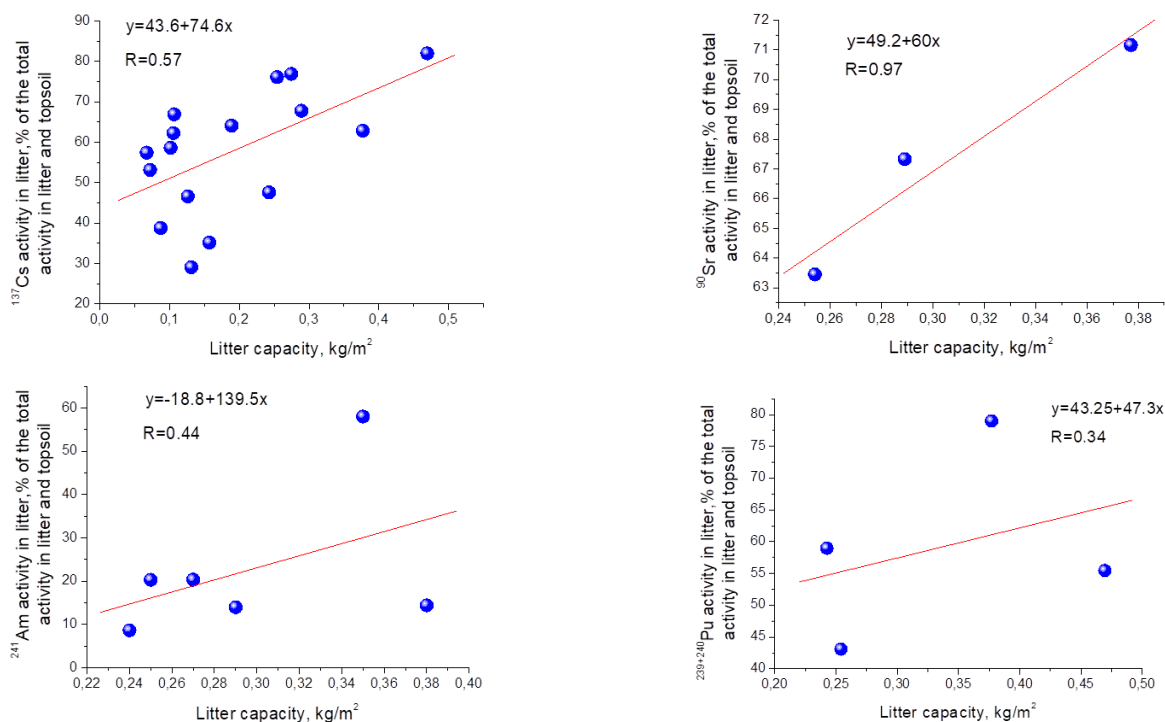 y=43.6+74.6x
R=0.57
90
80
70
60
50
40
30
20
0,0 0,1 0,2 0,3 0,4 0,5
Litter capacity, kg/m²
¹³⁷Cs activity in litter,% of the total
activity in litter and topsoil
y=49.2+60x
R=0.97
72
71
70
69
68
67
66
65
64
63
0,24 0,26 0,28 0,30 0,32 0,34 0,36 0,38
Litter capacity, kg/m²
⁹⁰Sr activity in litter,% of the total
activity in litter and topsoil
y=-18.8+139.5x
R=0.44
60
50
40
30
20
10
0
0,22 0,24 0,26 0,28 0,30 0,32 0,34 0,36 0,38 0,40
Litter capacity, kg/m²
²⁴¹Am activity in litter,% of the total
activity in litter and topsoil
y=43.25+47.3x
R=0.34
80
75
70
65
60
55
50
45
40
0,20 0,25 0,30 0,35 0,40 0,45 0,50
Litter capacity, kg/m²
²³⁹⁺²⁴⁰Pu activity in litter,% of the total
activity in litter and topsoil